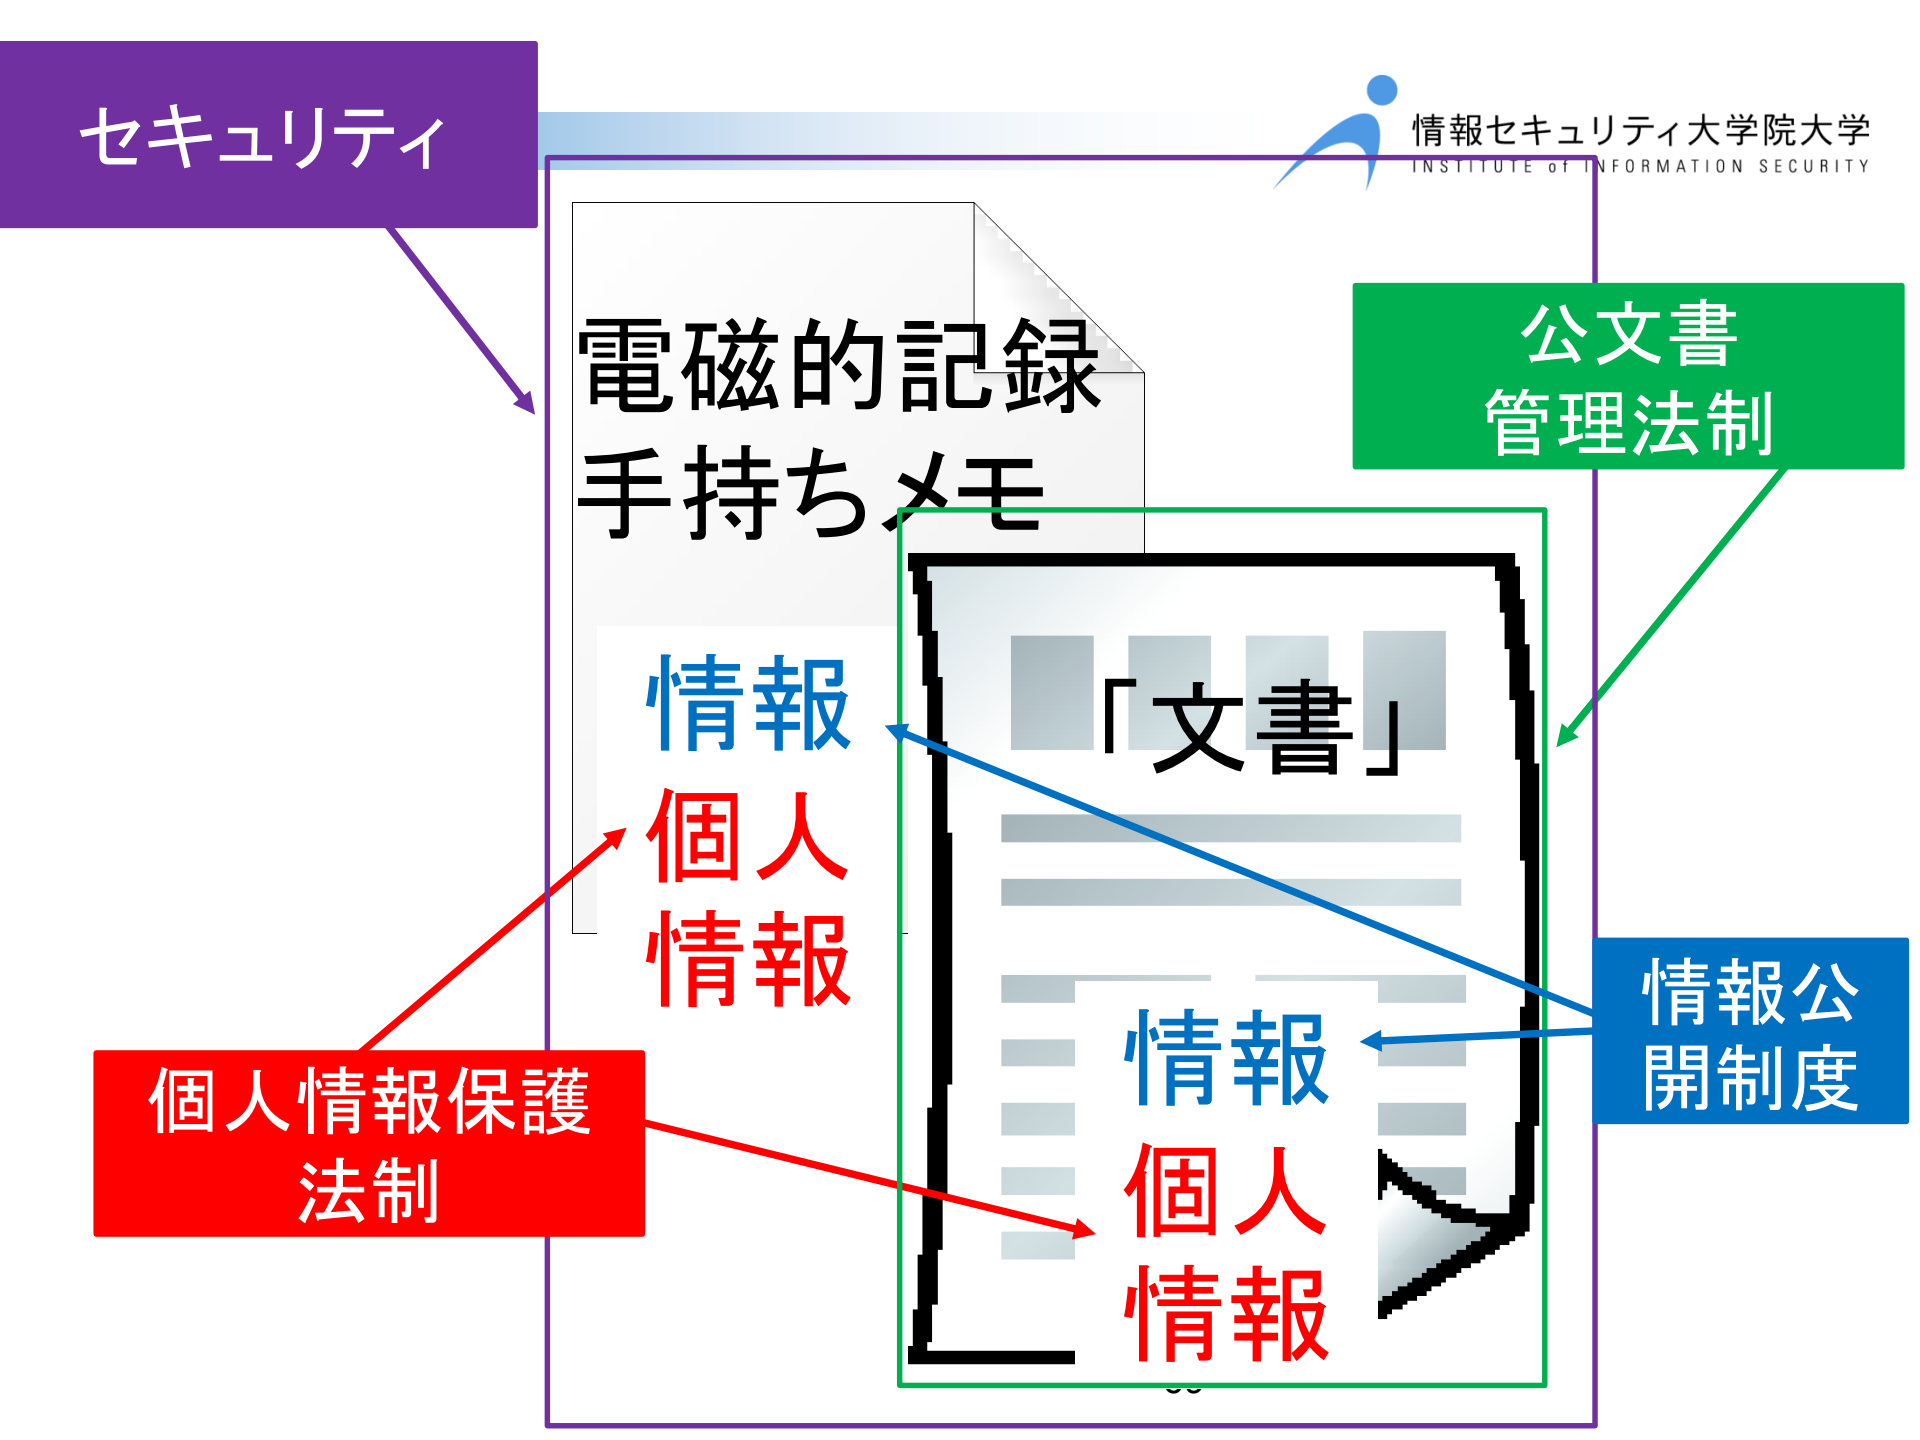 セキュリティ
情報セキュリティ大学院大学
INSTITUTE of INFORMATION SECURITY
公文書
管理法制
電磁的記録
手持ちメモ
情報
個人
情報
「文書」
情報公
開制度
情報
個人
情報
個人情報保護
法制